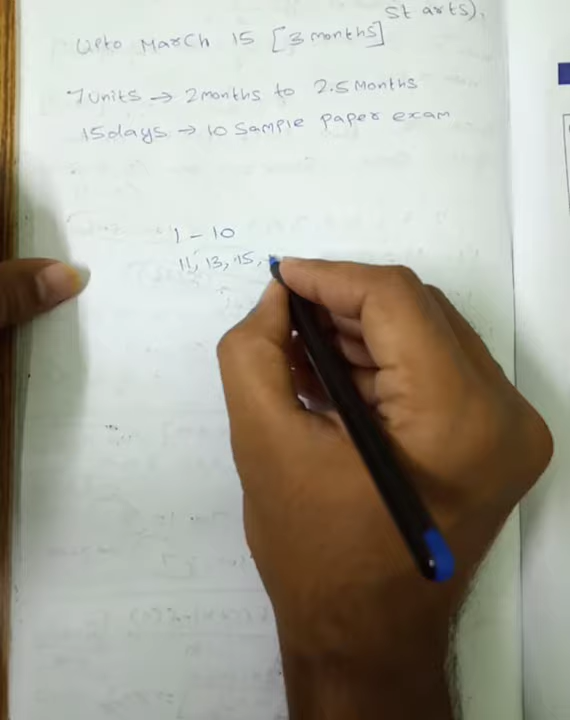 starts).
Upto March 15 [3 months]
7 units → 2 months to 2.5 Months
15 days → 10 sample paper exam
1 - 10
11, 13, 15,